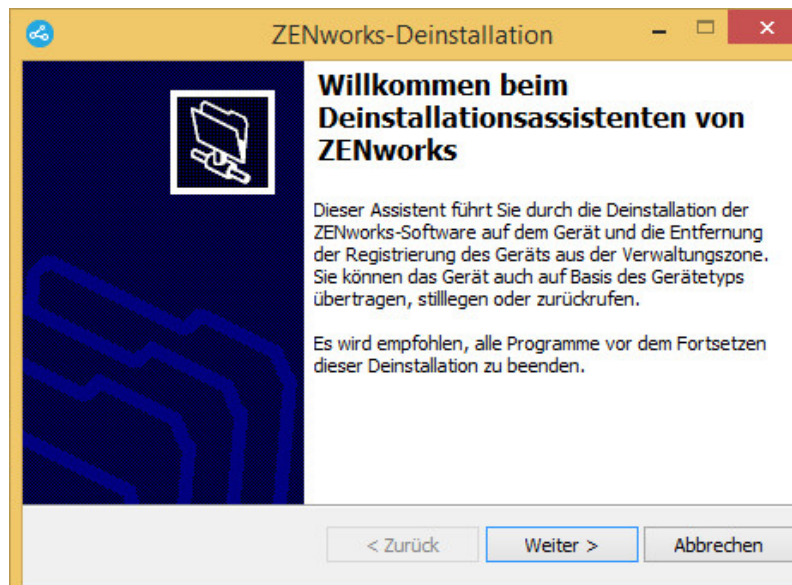 ZENworks-Deinstallation
Willkommen beim
Deinstallationsassistenten von
ZENworks
Dieser Assistent führt Sie durch die Deinstallation der
ZENworks-Software auf dem Gerät und die Entfernung
der Registrierung des Geräts aus der Verwaltungszone.
Sie können das Gerät auch auf Basis des Gerätetyps
übertragen, stilllegen oder zurückrufen.
Es wird empfohlen, alle Programme vor dem Fortsetzen
dieser Deinstallation zu beenden.
< Zurück Weiter > Abbrechen